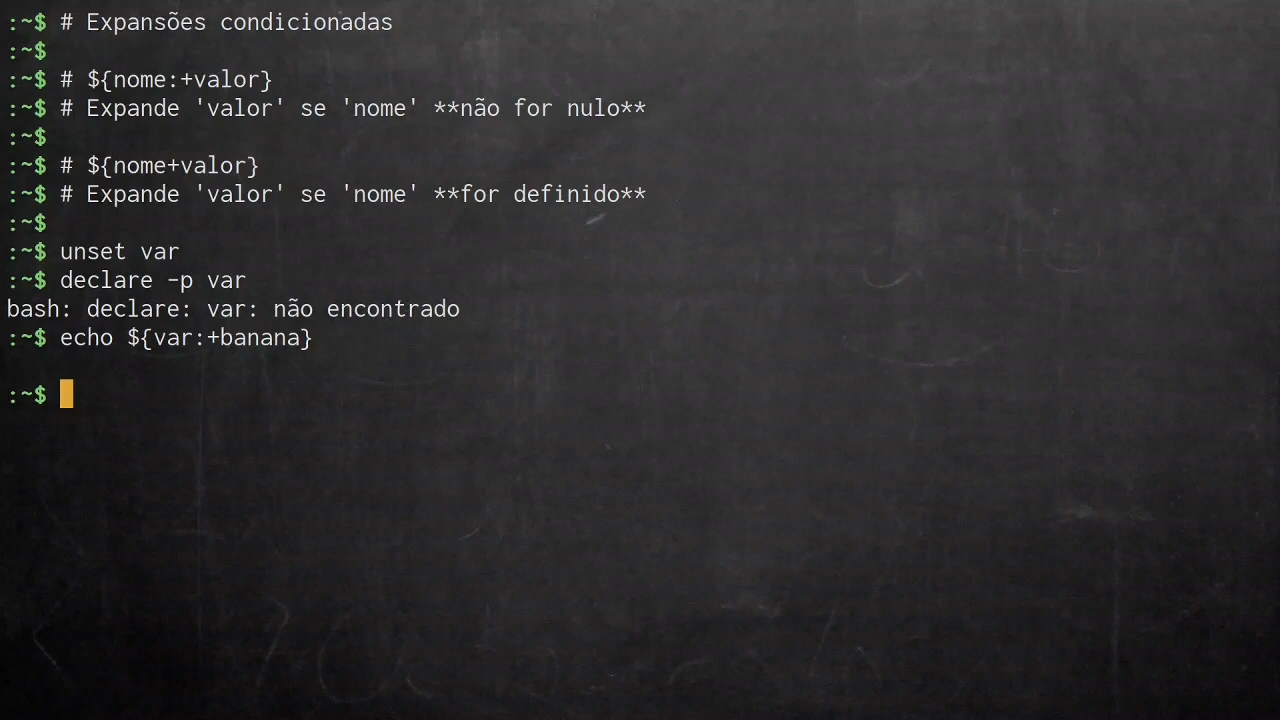 :~$ # Expansões condicionadas
:~$
:~$ # ${nome:+valor}
:~$ # Expande 'valor' se 'nome' **não for nulo**
:~$
:~$ # ${nome+valor}
:~$ # Expande 'valor' se 'nome' **for definido**
:~$
:~$ unset var
:~$ declare -p var
bash: declare: var: não encontrado
:~$ echo ${var:+banana}

:~$